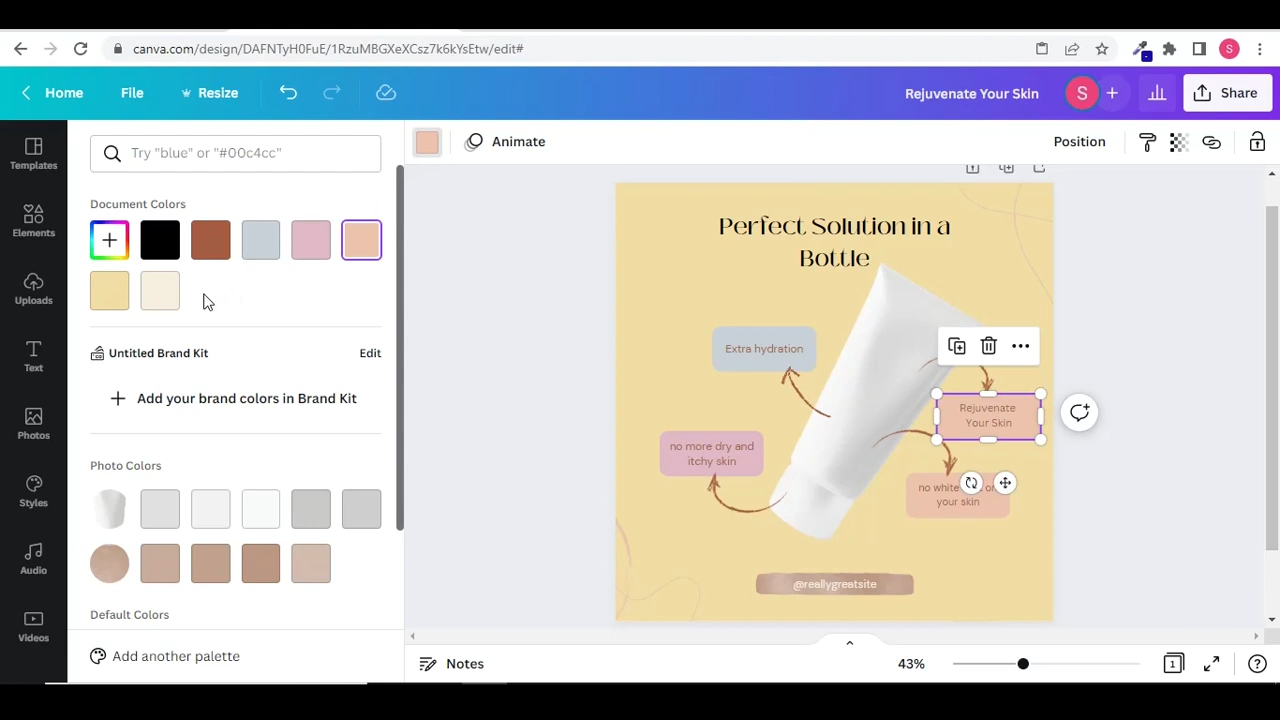 canva.com/design/DAFNTyH0FuE/1RzuMBGXeXCsz7k6kYsEtw/edit#
S
Home
File
Resize
Rejuvenate Your Skin
S
Share
Templates
Elements
Uploads
Text
Photos
Styles
Audio
Videos
Try "blue" or "#00c4cc"
Document Colors
Untitled Brand Kit
Edit
Add your brand colors in Brand Kit
Photo Colors
Default Colors
Add another palette
Animate
Position
Perfect Solution in a
Bottle
Extra hydration
Rejuvenate
Your Skin
no more dry and
itchy skin
no white
your skin
@reallygreatsite
Notes
43%
1